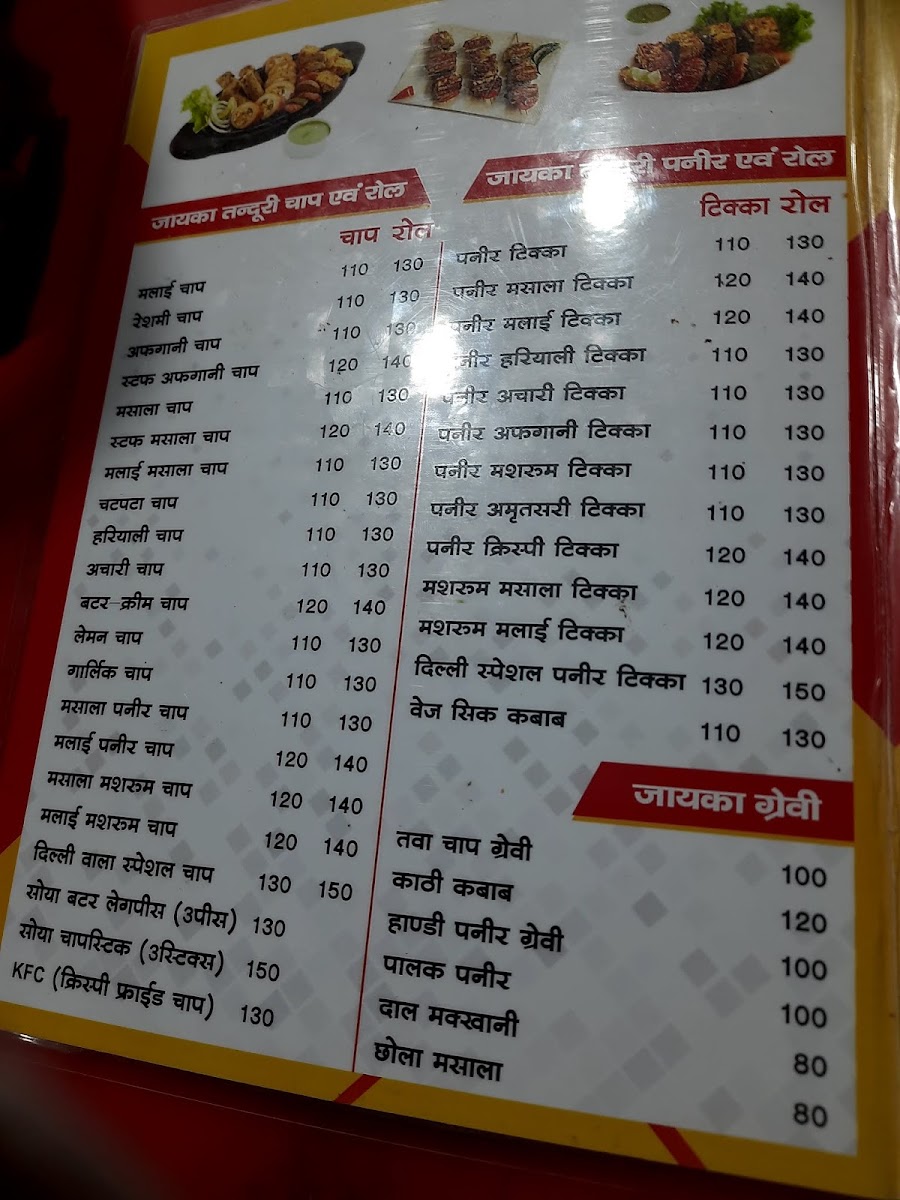 जायका तन्दूरी चाप एवं रोल
चाप रोल
मलाई चाप 110 130
रेशमी चाप 110 130
अफगानी चाप 110 130
स्टफ अफगानी चाप 120 140
मसाला चाप 110 130
स्टफ मसाला चाप 120 140
मलाई मसाला चाप 110 130
चटपटा चाप 110 130
हरियाली चाप 110 130
अचारी चाप 110 130
बटर क्रीम चाप 120 140
लेमन चाप 110 130
गार्लिक चाप 110 130
मसाला पनीर चाप 110 130
मलाई पनीर चाप 120 140
मसाला मशरुम चाप 120 140
मलाई मशरुम चाप 120 140
दिल्ली वाला स्पेशल चाप 130 150
सोया बटर लेगपीस (3पीस) 130
सोया चापस्टिक (3स्टिक्स) 150
KFC (क्रिस्पी फ्राईड चाप) 130
जायका तन्दूरी पनीर एवं रोल
टिक्का रोल
पनीर टिक्का 110 130
पनीर मसाला टिक्का 120 140
पनीर मलाई टिक्का 120 140
पनीर हरियाली टिक्का 110 130
पनीर अचारी टिक्का 110 130
पनीर अफगानी टिक्का 110 130
पनीर मशरुम टिक्का 110 130
पनीर अमृतसरी टिक्का 110 130
पनीर क्रिस्पी टिक्का 120 140
मशरुम मसाला टिक्का 120 140
मशरुम मलाई टिक्का 120 140
दिल्ली स्पेशल पनीर टिक्का 130 150
वेज सिक कबाब 110 130
जायका ग्रेवी
तवा चाप ग्रेवी 100
काठी कबाब 120
हाण्डी पनीर ग्रेवी 100
पालक पनीर 100
दाल मक्खानी 80
छोला मसाला 80